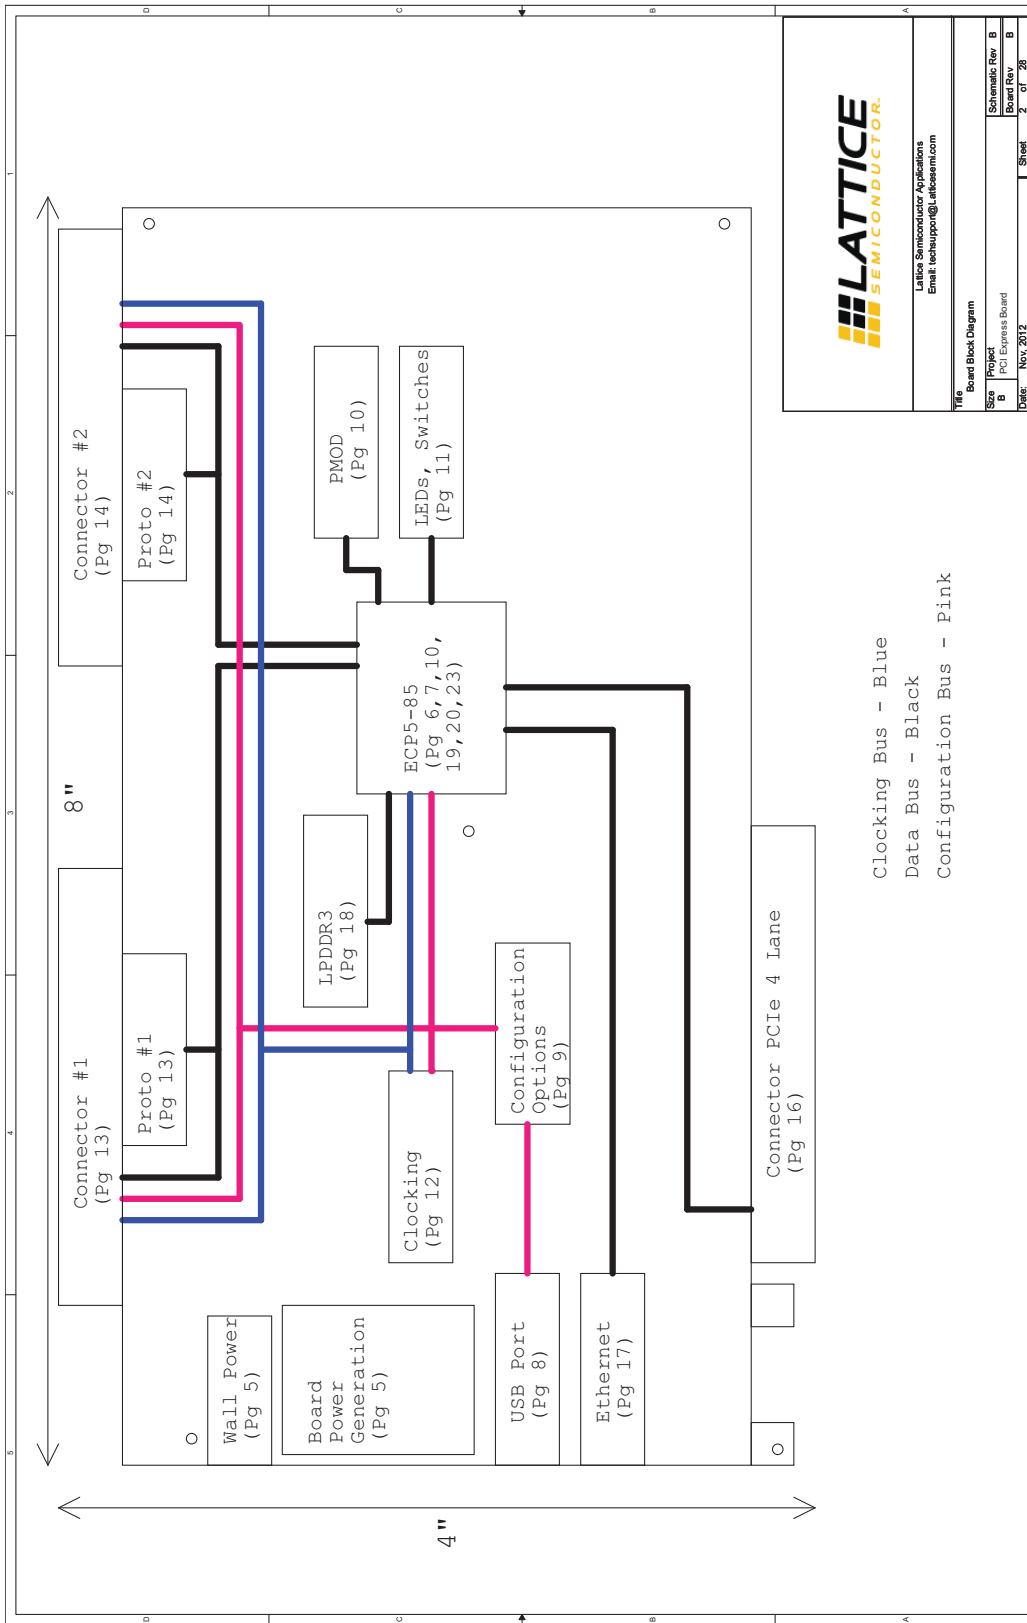 5
4
3
2
1
D
C
B
A
8"
4"
Connector #1
(Pg 13)
Connector #2
(Pg 14)
Proto #1
(Pg 13)
Proto #2
(Pg 14)
Wall Power
(Pg 5)
Board
Power
Generation
(Pg 5)
LPDDR3
(Pg 18)
PMOD
(Pg 10)
LEDs, Switches
(Pg 11)
ECP5-85
(Pg 6,7,10,
19,20,23)
Clocking
(Pg 12)
Configuration
Options
(Pg 9)
USB Port
(Pg 8)
Ethernet
(Pg 17)
Connector PCIe 4 Lane
(Pg 16)
Clocking Bus - Blue
Data Bus - Black
Configuration Bus - Pink
LATTICE
SEMICONDUCTOR.
Lattice Semiconductor Applications
Email: techsupport@Latticesemi.com
Title
Board Block Diagram
Size
B
Project
PCI Express Board
Schematic Rev B
Board Rev B
Date: Nov, 2012
Sheet 2 of 28
D
C
B
A